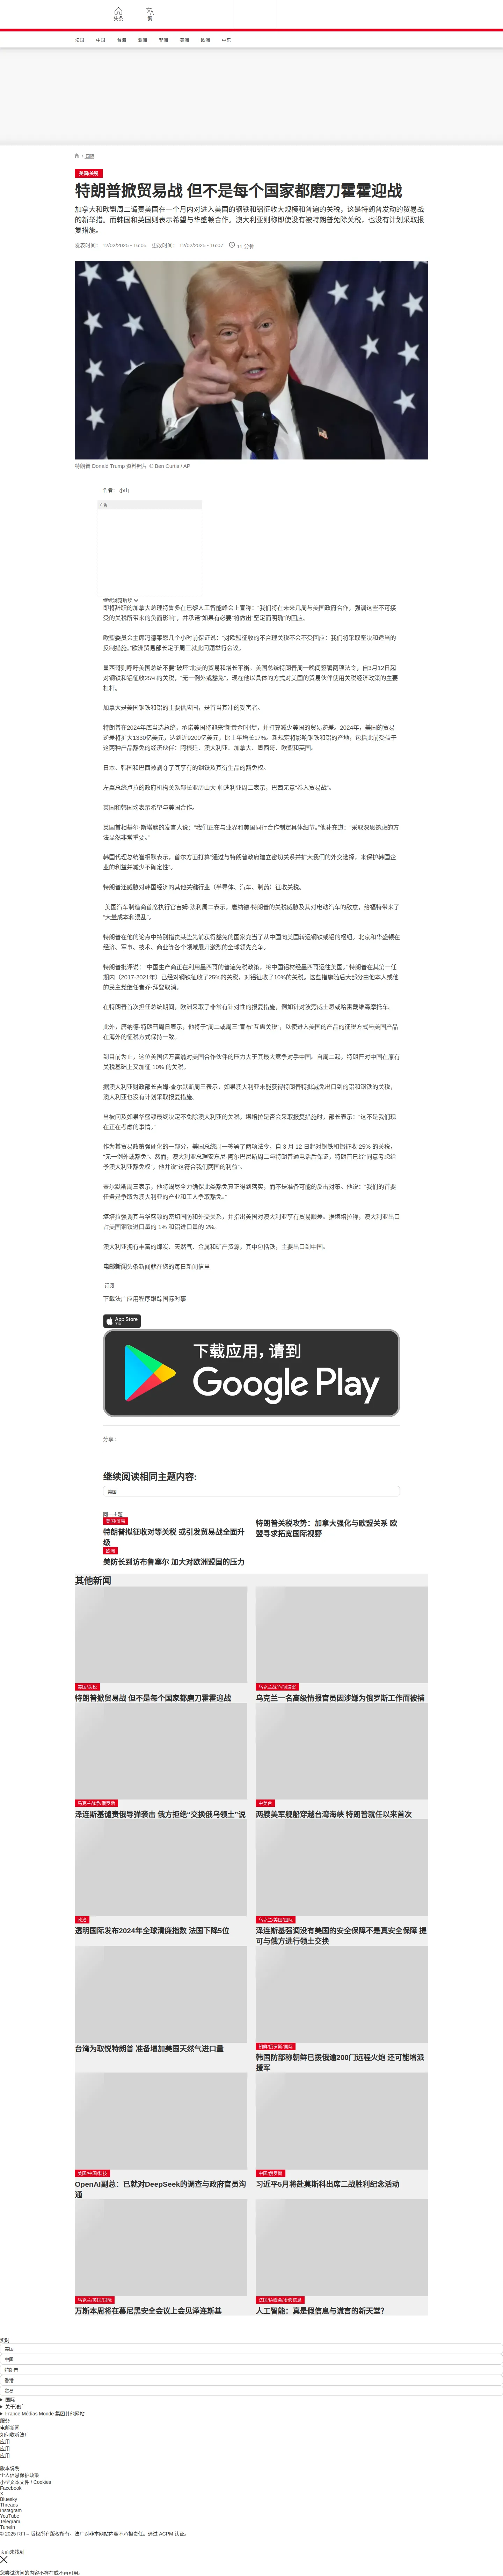 头条
繁
法国
中国
台海
亚洲
非洲
美洲
欧洲
中东
/ 国际
美国/关税
特朗普掀贸易战 但不是每个国家都磨刀霍霍迎战
加拿大和欧盟周二谴责美国在一个月内对进入美国的钢铁和铝征收大规模和普遍的关税，这是特朗普发动的贸易战
的新举措。而韩国和英国则表示希望与华盛顿合作。澳大利亚则称即使没有被特朗普免除关税，也没有计划采取报
复措施。
发表时间： 12/02/2025 - 16:05 更改时间： 12/02/2025 - 16:07 11 分钟
特朗普 Donald Trump 资料照片 © Ben Curtis / AP
作者： 小山
广告
继续浏览后续
即将辞职的加拿大总理特鲁多在巴黎人工智能峰会上宣称：“我们将在未来几周与美国政府合作，强调这些不可接
受的关税所带来的负面影响”，并承诺“如果有必要”将做出“坚定而明确”的回应。
欧盟委员会主席冯德莱恩几个小时前保证说：“对欧盟征收的不合理关税不会不受回应：我们将采取坚决和适当的
反制措施。”欧洲贸易部长定于周三就此问题举行会议。
墨西哥则呼吁美国总统不要“破坏”北美的贸易和增长平衡。美国总统特朗普周一晚间签署两项法令，自3月12日起
对钢铁和铝征收25%的关税，“无一例外或豁免”，现在他以具体的方式对美国的贸易伙伴使用关税经济政策的主要
杠杆。
加拿大是美国钢铁和铝的主要供应国，是首当其冲的受害者。
特朗普在2024年底当选总统，承诺美国将迎来“新黄金时代”，并打算减少美国的贸易逆差。2024年，美国的贸易
逆差将扩大1330亿美元，达到近9200亿美元，比上年增长17%。新规定将影响钢铁和铝的产地，包括此前受益于
这两种产品豁免的经济伙伴：阿根廷、澳大利亚、加拿大、墨西哥、欧盟和英国。
日本、韩国和巴西被剥夺了其享有的钢铁及其衍生品的豁免权。
左翼总统卢拉的政府机构关系部长亚历山大·帕迪利亚周二表示，巴西无意“卷入贸易战”。
英国和韩国均表示希望与美国合作。
英国首相基尔·斯塔默的发言人说：“我们正在与业界和美国同行合作制定具体细节。”他补充道：“采取深思熟虑的方
法显然非常重要。”
韩国代理总统崔相默表示，首尔方面打算“通过与特朗普政府建立密切关系并扩大我们的外交选择，来保护韩国企
业的利益并减少不确定性”。
特朗普还威胁对韩国经济的其他关键行业（半导体、汽车、制药）征收关税。
美国汽车制造商首席执行官吉姆·法利周二表示，唐纳德·特朗普的关税威胁及其对电动汽车的敌意，给福特带来了
“大量成本和混乱”。
特朗普在他的论点中特别指责某些先前获得豁免的国家充当了从中国向美国转运钢铁或铝的枢纽。北京和华盛顿在
经济、军事、技术、商业等各个领域展开激烈的全球领先竞争。
特朗普批评说：“中国生产商正在利用墨西哥的普遍免税政策，将中国铝材经墨西哥运往美国。” 特朗普在其第一任
期内（2017-2021年）已经对钢铁征收了25%的关税，对铝征收了10%的关税。这些措施随后大部分由他本人或他
的民主党继任者乔·拜登取消。
在特朗普首次担任总统期间，欧洲采取了非常有针对性的报复措施，例如针对波旁威士忌或哈雷戴维森摩托车。
此外，唐纳德·特朗普周日表示，他将于“周二或周三”宣布“互惠关税”，以便进入美国的产品的征税方式与美国产品
在海外的征税方式保持一致。
到目前为止，这位美国亿万富翁对美国合作伙伴的压力大于其最大竞争对手中国。自周二起，特朗普对中国在原有
关税基础上又加征 10% 的关税。
据澳大利亚财政部长吉姆·查尔默斯周三表示，如果澳大利亚未能获得特朗普特批减免出口到的铝和钢铁的关税，
澳大利亚也没有计划采取报复措施。
当被问及如果华盛顿最终决定不免除澳大利亚的关税，堪培拉是否会采取报复措施时，部长表示：“这不是我们现
在正在考虑的事情。”
作为其贸易政策强硬化的一部分，美国总统周一签署了两项法令，自 3 月 12 日起对钢铁和铝征收 25% 的关税，
“无一例外或豁免”，然而，澳大利亚总理安东尼·阿尔巴尼斯周二与特朗普通电话后保证，特朗普已经“同意考虑给
予澳大利亚豁免权”，他并说“这符合我们两国的利益”。
查尔默斯周三表示，他将竭尽全力确保此类豁免真正得到落实，而不是准备可能的反击对策。他说：“我们的首要
任务是争取为澳大利亚的产业和工人争取豁免。”
堪培拉强调其与华盛顿的密切国防和外交关系，并指出美国对澳大利亚享有贸易顺差。据堪培拉称，澳大利亚出口
占美国钢铁进口量的 1% 和铝进口量的 2%。
澳大利亚拥有丰富的煤炭、天然气、金属和矿产资源，其中包括铁，主要出口到中国。
电邮新闻头条新闻就在您的每日新闻信里
订阅
下载法广应用程序跟踪国际时事
App Store
下载
下载应用，请到
Google Play
分享 :
继续阅读相同主题内容:
美国
同一主题
美国/贸易
特朗普拟征收对等关税 或引发贸易战全面升
级
特朗普关税攻势：加拿大强化与欧盟关系 欧
盟寻求拓宽国际视野
欧洲
美防长到访布鲁塞尔 加大对欧洲盟国的压力
其他新闻
美国/关税
特朗普掀贸易战 但不是每个国家都磨刀霍霍迎战
乌克兰战争/间谍案
乌克兰一名高级情报官员因涉嫌为俄罗斯工作而被捕
乌克兰战争/俄罗斯
泽连斯基谴责俄导弹袭击 俄方拒绝“交换俄乌领土”说
中美台
两艘美军舰船穿越台湾海峡 特朗普就任以来首次
政治
透明国际发布2024年全球清廉指数 法国下降5位
乌克兰/美国/国际
泽连斯基强调没有美国的安全保障不是真安全保障 提
可与俄方进行领土交换
台湾为取悦特朗普 准备增加美国天然气进口量
朝鲜/俄罗斯/国际
韩国防部称朝鲜已援俄逾200门远程火炮 还可能增派
援军
美国/中国/科技
OpenAI副总：已就对DeepSeek的调查与政府官员沟
通
中国/俄罗斯
习近平5月将赴莫斯科出席二战胜利纪念活动
乌克兰/美国/国际
万斯本周将在慕尼黑安全会议上会见泽连斯基
法国/IA峰会/虚假信息
人工智能：真是假信息与谎言的新天堂？
实时
美国
中国
特朗普
香港
贸易
国际
关于法广
France Médias Monde 集团其他网站
服务
电邮新闻
如何收听法广
应用
应用
应用
版本说明
个人信息保护政策
小型文本文件 / Cookies
Facebook
X
Bluesky
Threads
Instagram
YouTube
Telegram
TuneIn
© 2025 RFI – 版权所有版权所有。法广对非本网站内容不承担责任。通过 ACPM 认证。
页面未找到
您尝试访问的内容不存在或不再可用。